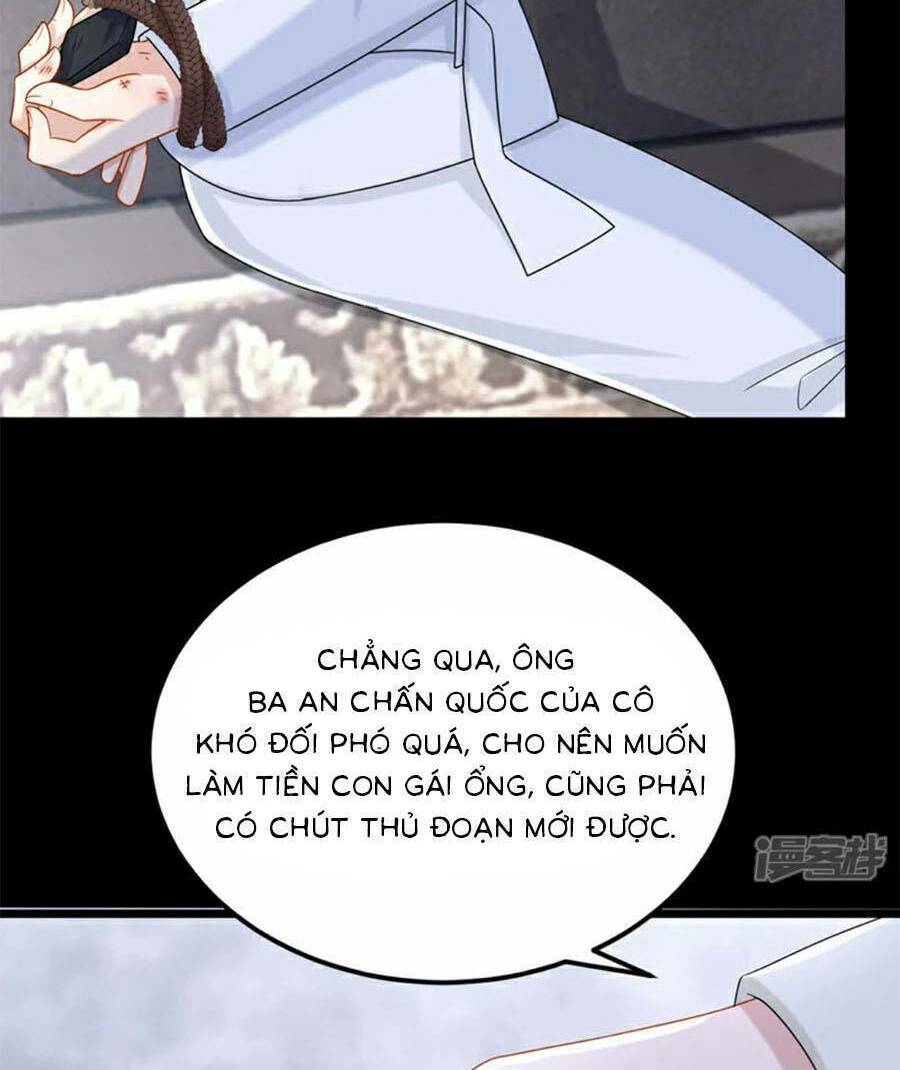 CHẲNG QUA, ÔNG
BA AN CHẤN QUỐC CỦA CÔ
KHÓ ĐỐI PHÓ QUÁ, CHO NÊN MUỐN
LÀM TIỀN CON GÁI ỔNG, CŨNG PHẢI
CÓ CHÚT THỦ ĐOẠN MỚI ĐƯỢC.
漫客栈